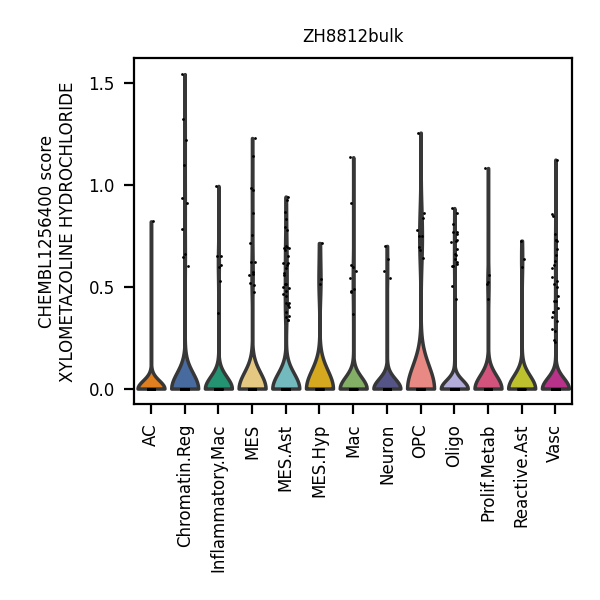 ZH8812bulk
CHEMBL1256400 score
XYLOMETAZOLINE HYDROCHLORIDE
1.5
1.0
0.5
0.0
AC
Chromatin.Reg
Inflammatory.Mac
MES
MES.Ast
MES.Hyp
Mac
Neuron
OPC
Oligo
Prolif.Metab
Reactive.Ast
Vasc